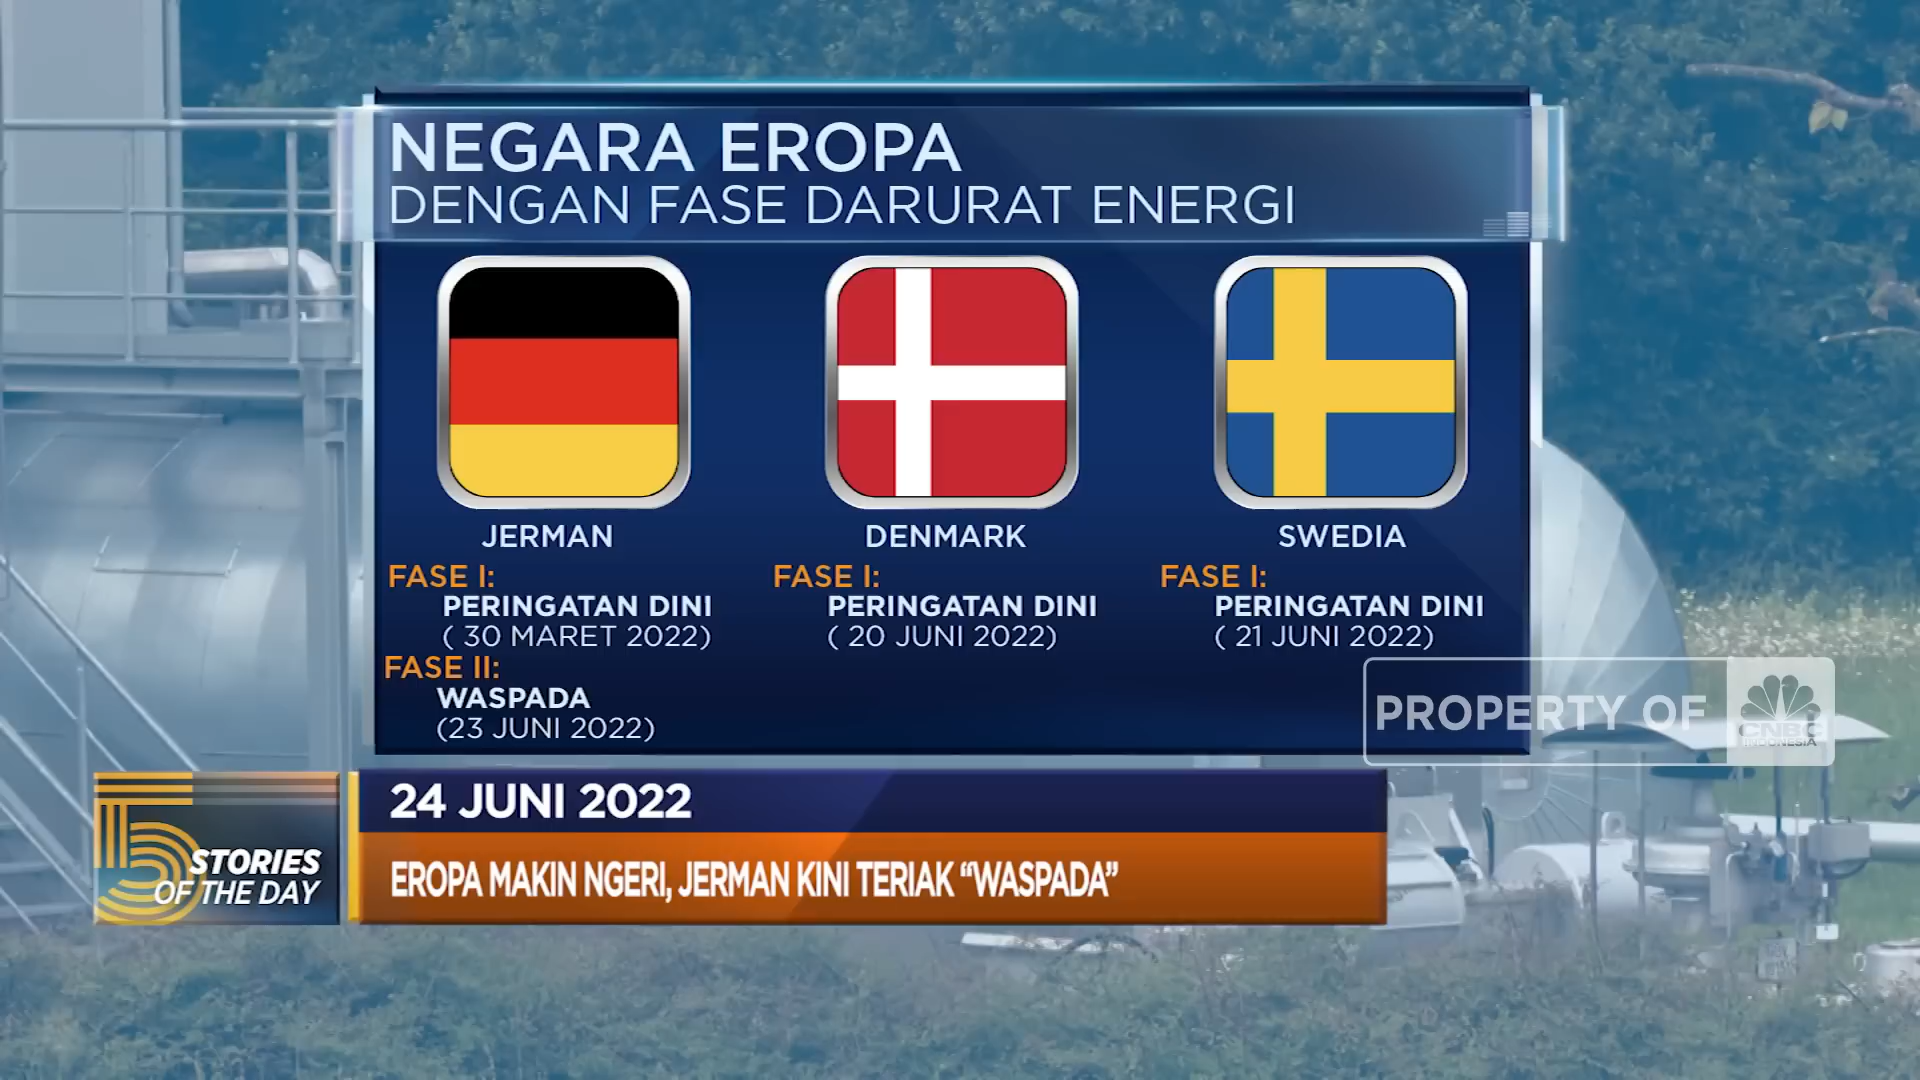 NEGARA EROPA
DENGAN FASE DARURAT ENERGI
JERMAN
FASE I:
PERINGATAN DINI
( 30 MARET 2022)
FASE II:
WASPADA
(23 JUNI 2022)
DENMARK
FASE I:
PERINGATAN DINI
( 20 JUNI 2022)
SWEDIA
FASE I:
PERINGATAN DINI
( 21 JUNI 2022)
PROPERTY OF
CNBC
INDONESIA
5
STORIES
OF THE DAY
24 JUNI 2022
EROPA MAKIN NGERI, JERMAN KINI TERIAK “WASPADA”